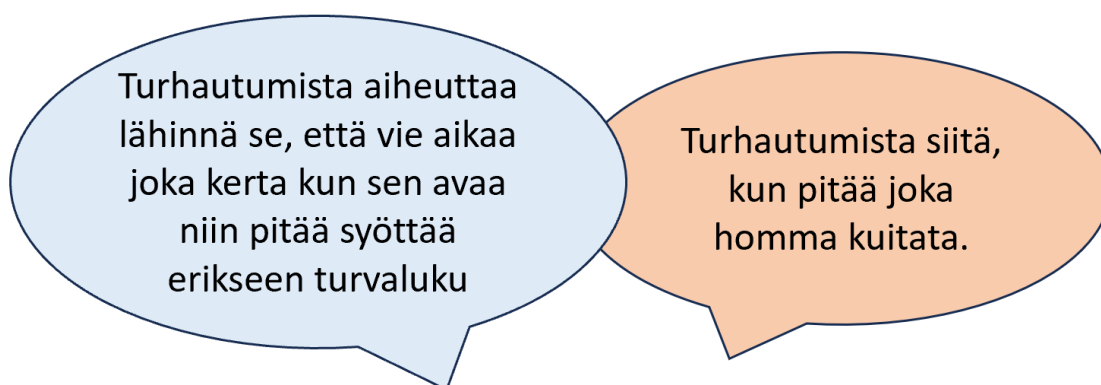 Turhautumista aiheuttaa
lähinnä se, että vie aikaa
joka kerta kun sen avaa
niin pitää syöttää
erikseen turvaluku
Turhautumista siitä,
kun pitää joka
homma kuitata.